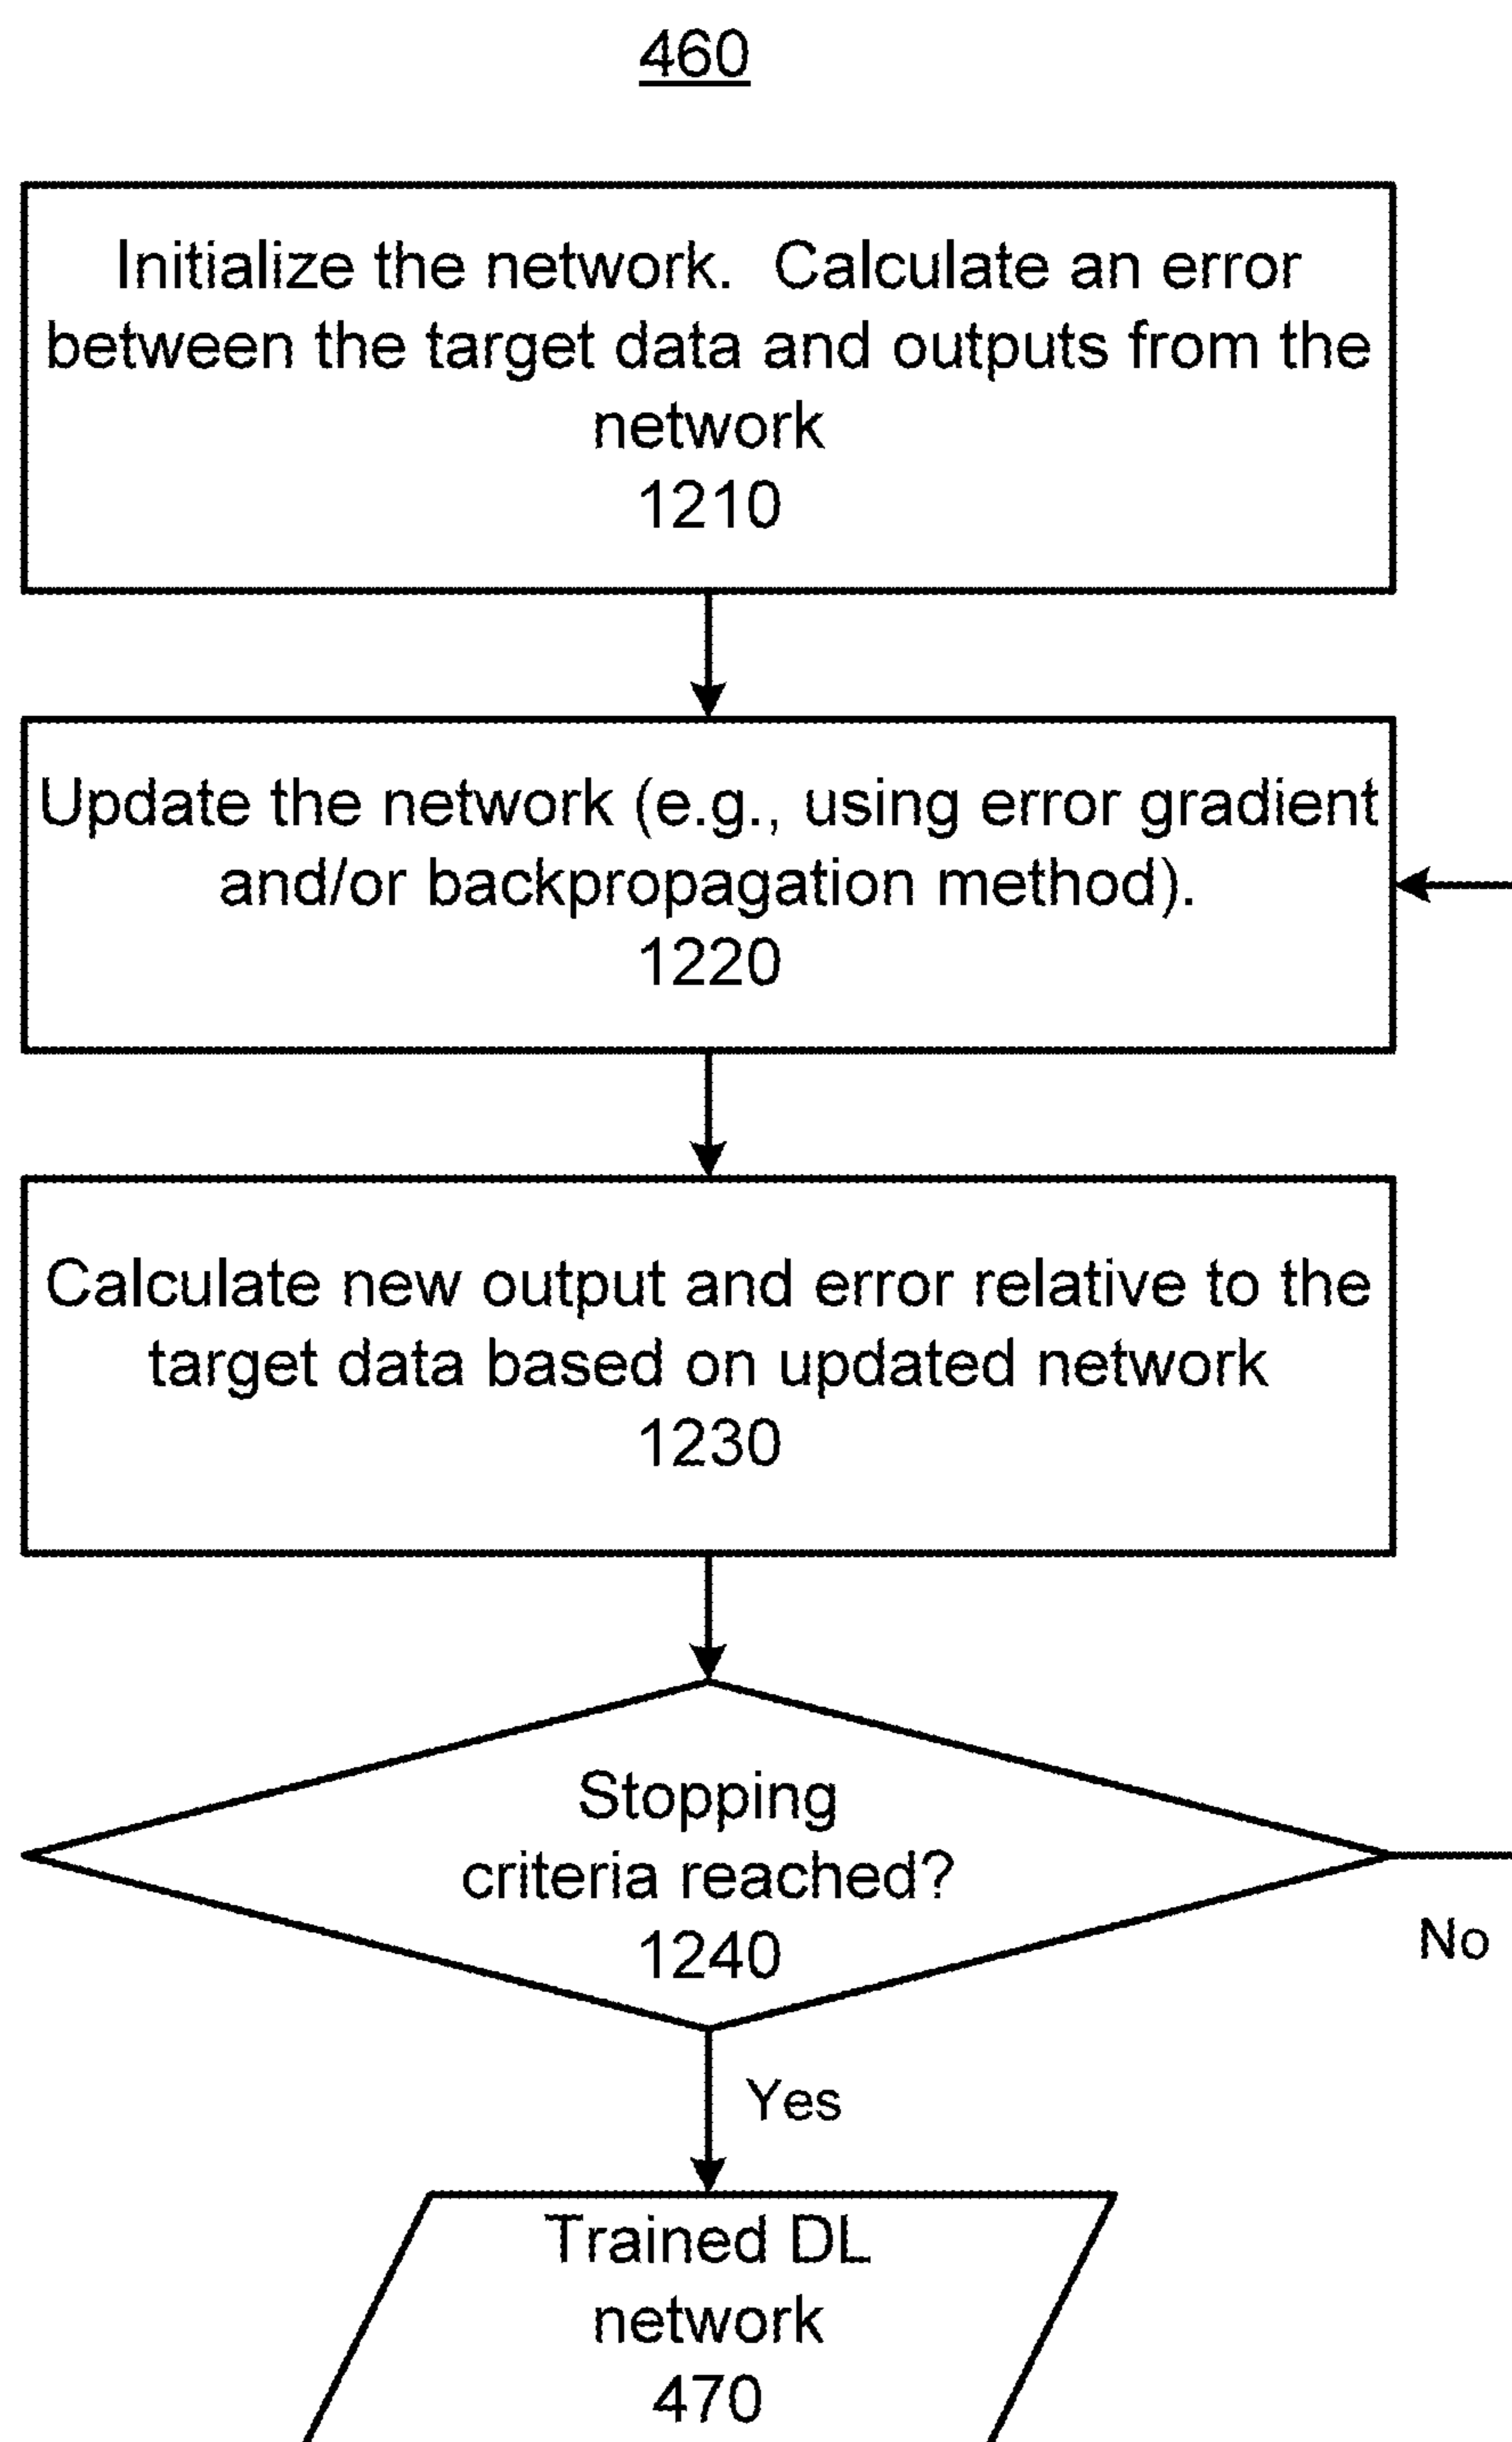 460
Initialize the network. Calculate an error
between the target data and outputs from the
network
1210
Update the network (e.g., using error gradient
and/or backpropagation method).
1220
Calculate new output and error relative to the
target data based on updated network
1230
Stopping
criteria reached?
1240
No
Yes
Trained DL
network
470